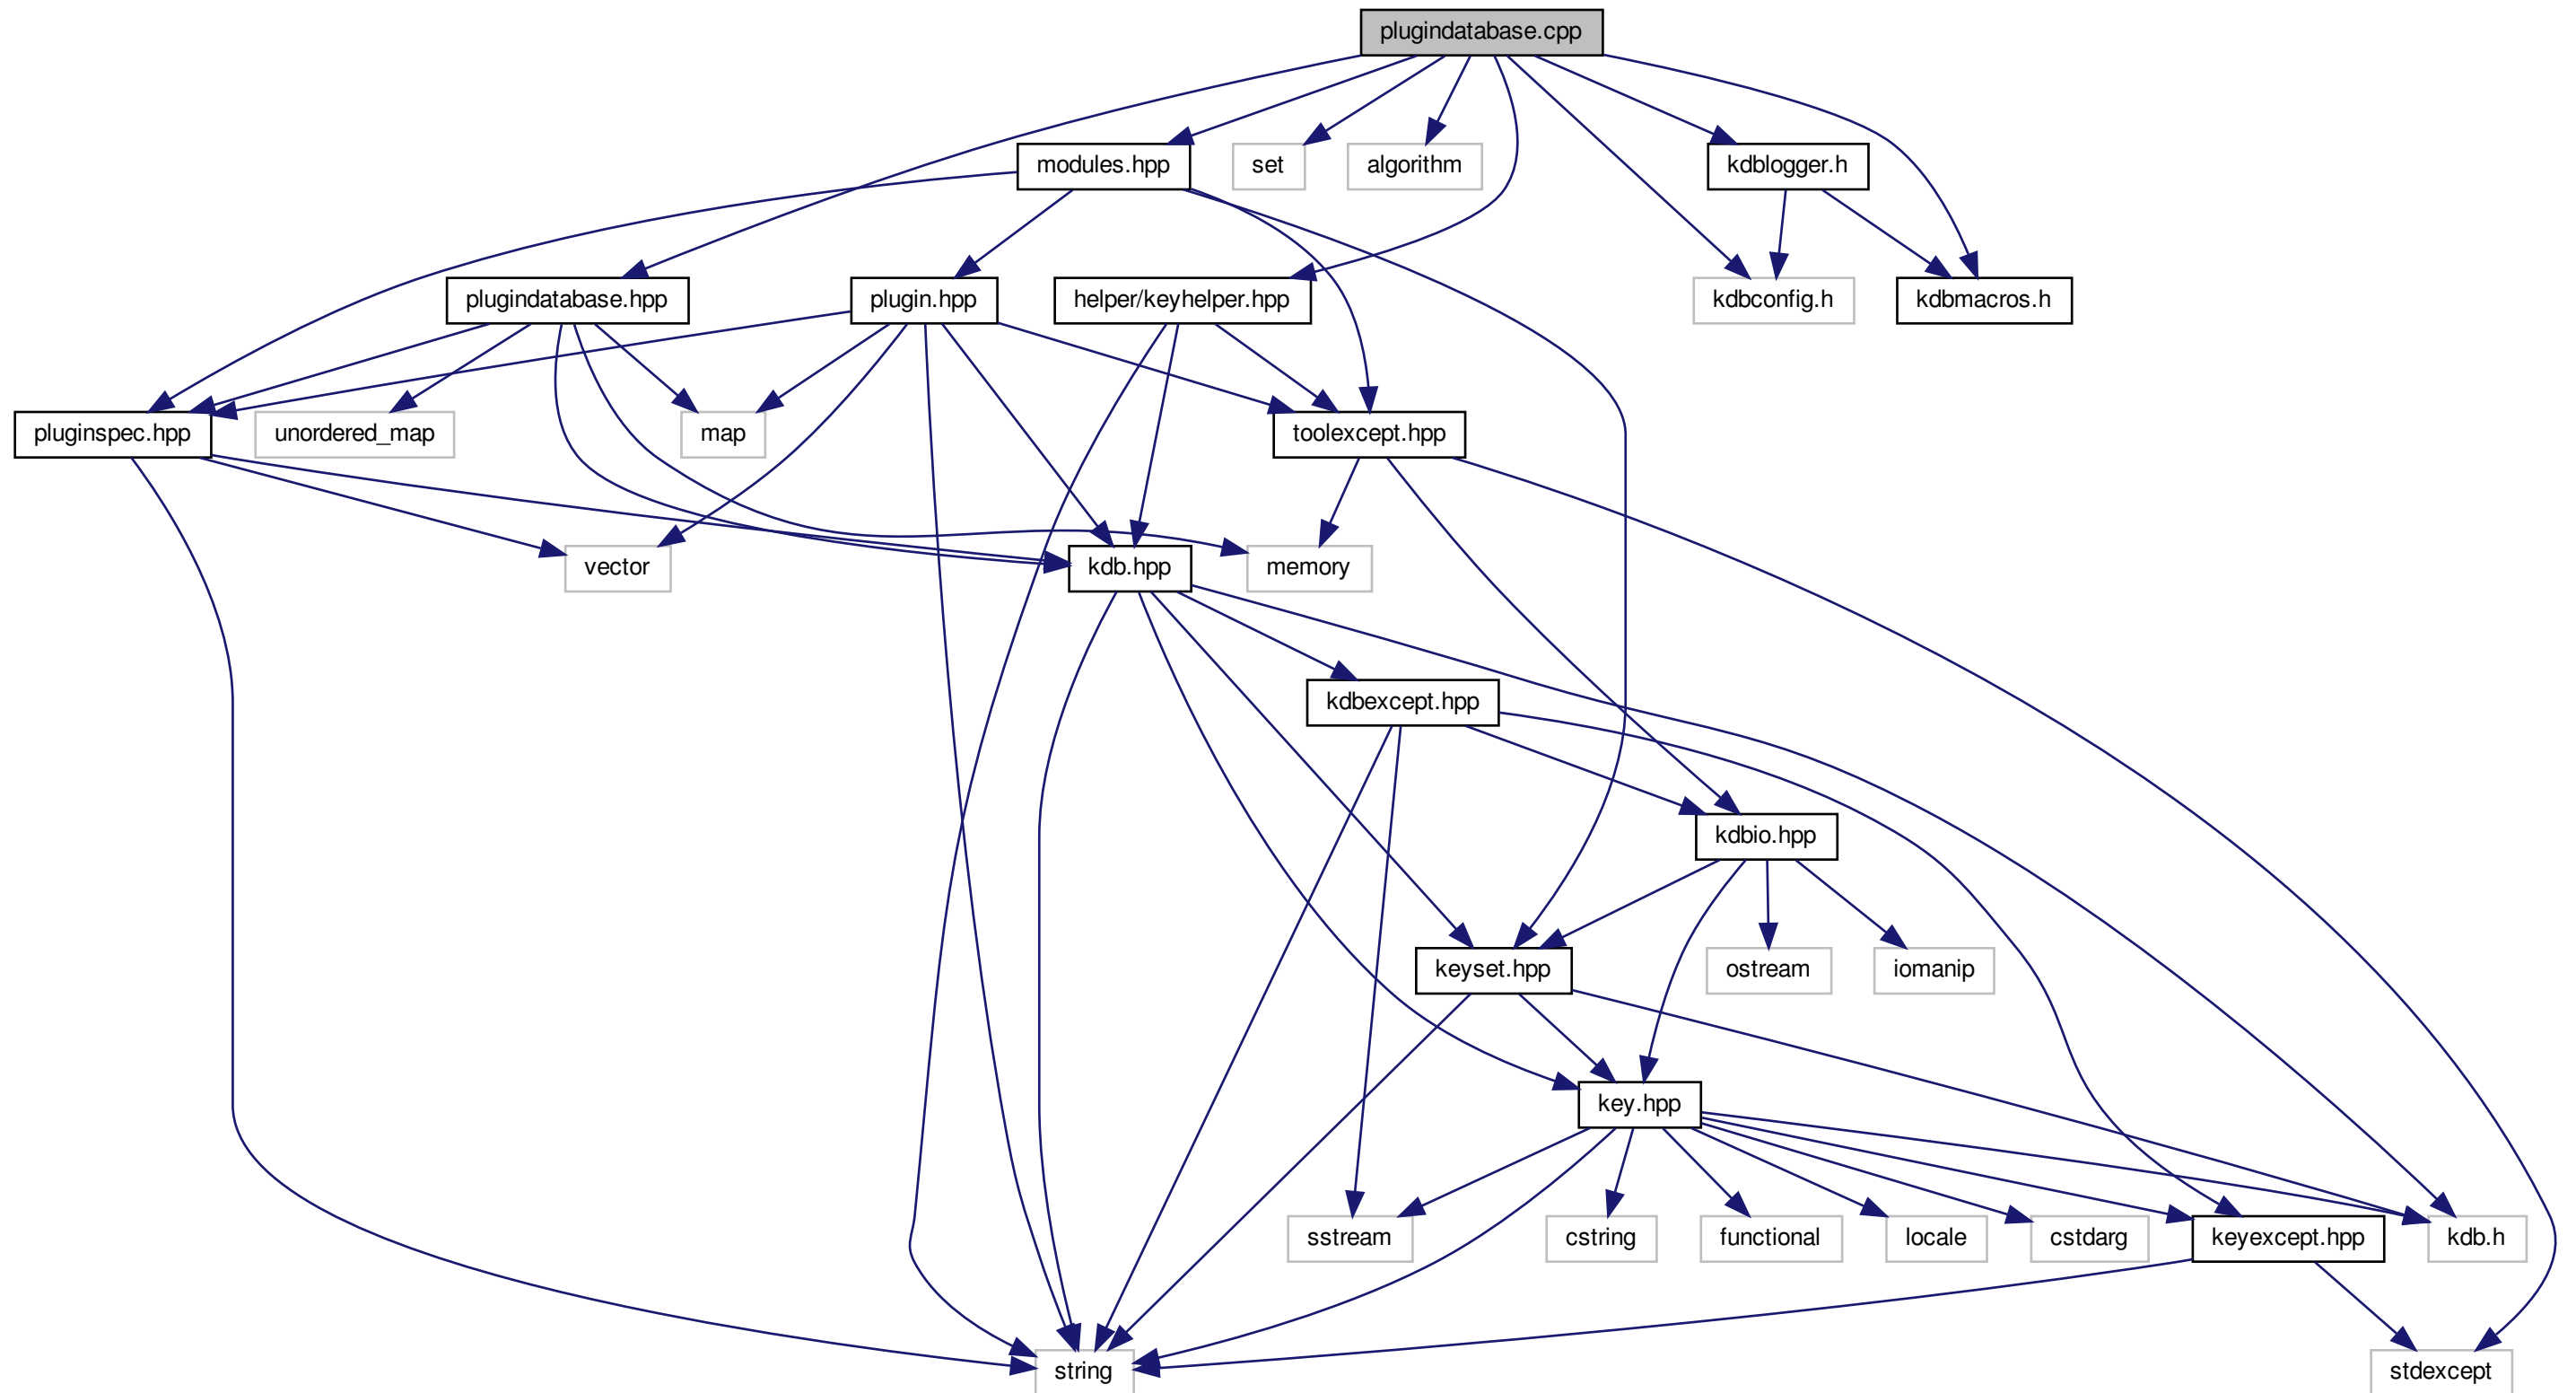 plugindatabase.cpp
modules.hpp
set
algorithm
kdblogger.h
plugindatabase.hpp
plugin.hpp
helper/keyhelper.hpp
kdbconfig.h
kdbmacros.h
pluginspec.hpp
unordered_map
map
toolexcept.hpp
vector
kdb.hpp
memory
kdbexcept.hpp
kdbio.hpp
keyset.hpp
ostream
iomanip
key.hpp
sstream
cstring
functional
locale
cstdarg
keyexcept.hpp
kdb.h
string
stdexcept